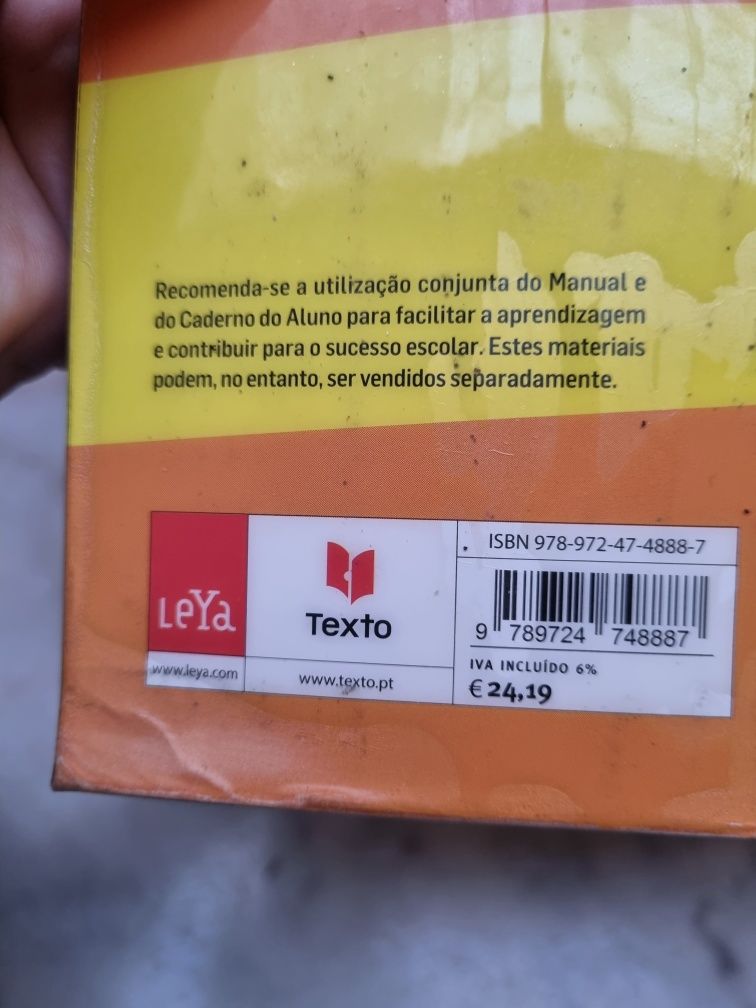 Recomenda-se a utilização conjunta do Manual e
do Caderno do Aluno para facilitar a aprendizagem
e contribuir para o sucesso escolar. Estes materiais
podem, no entanto, ser vendidos separadamente.
LeYa
www.leya.com
Texto
www.texto.pt
ISBN 978-972-47-4888-7
9 789724 748887
IVA INCLUÍDO 6%
€ 24,19